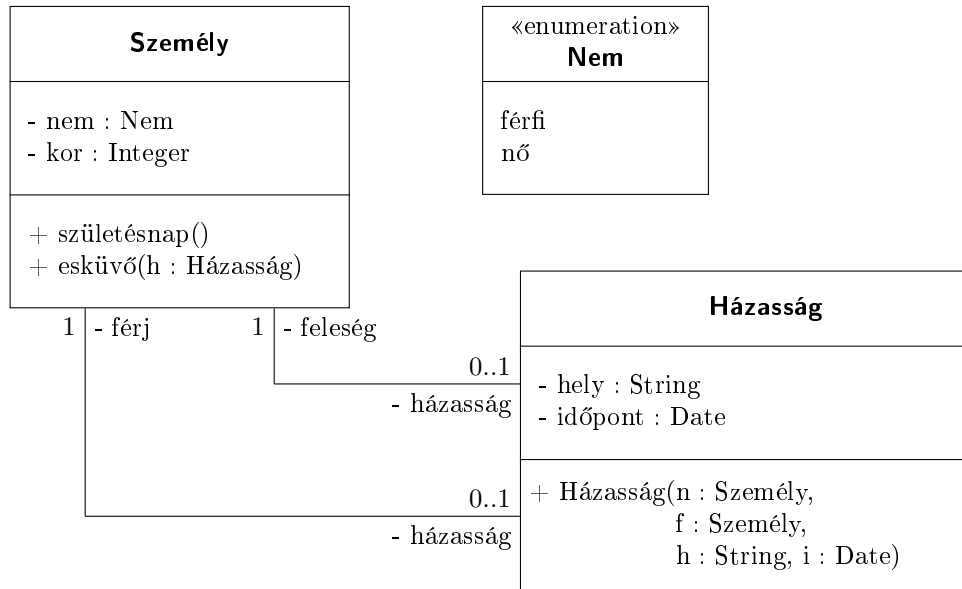 Személy
- nem : Nem
- kor : Integer
+ születésnap()
+ esküvő(h : Házasság)
«enumeration»
Nem
férfi
nő
1 - férj
1 - feleség
0..1
- házasság
0..1
- házasság
Házasság
- hely : String
- időpont : Date
+ Házasság(n : Személy,
f : Személy,
h : String, i : Date)